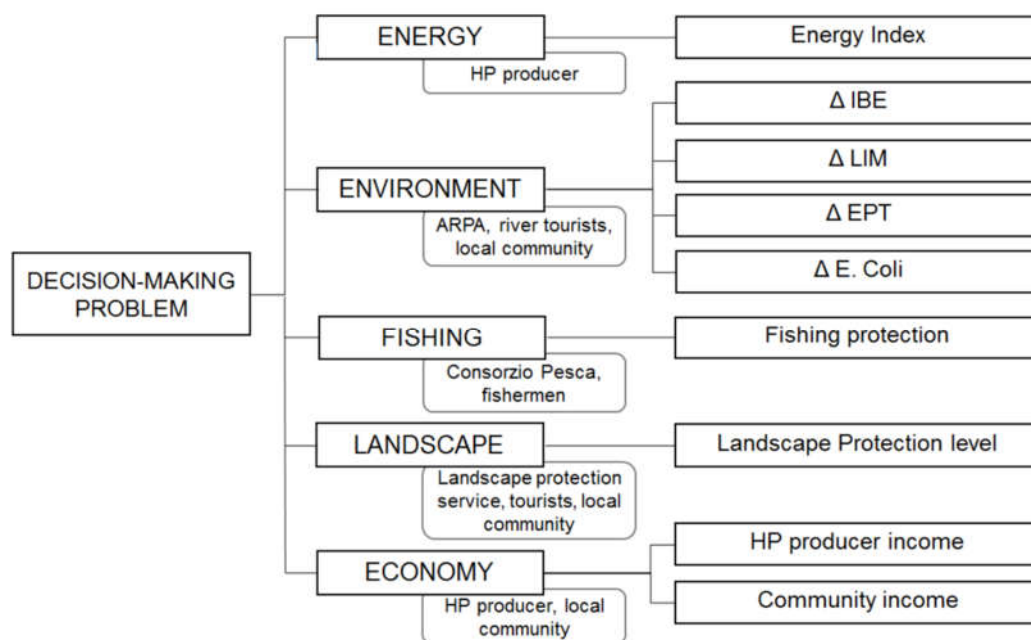 ENERGY
HP producer
Energy Index
Δ IBE
Δ LIM
ENVIRONMENT
ARPA, river tourists,
local community
Δ EPT
Δ E. Coli
DECISION-MAKING
PROBLEM
FISHING
Consorzio Pesca,
fishermen
Fishing protection
LANDSCAPE
Landscape protection
service, tourists, local
community
Landscape Protection level
ECONOMY
HP producer, local
community
HP producer income
Community income